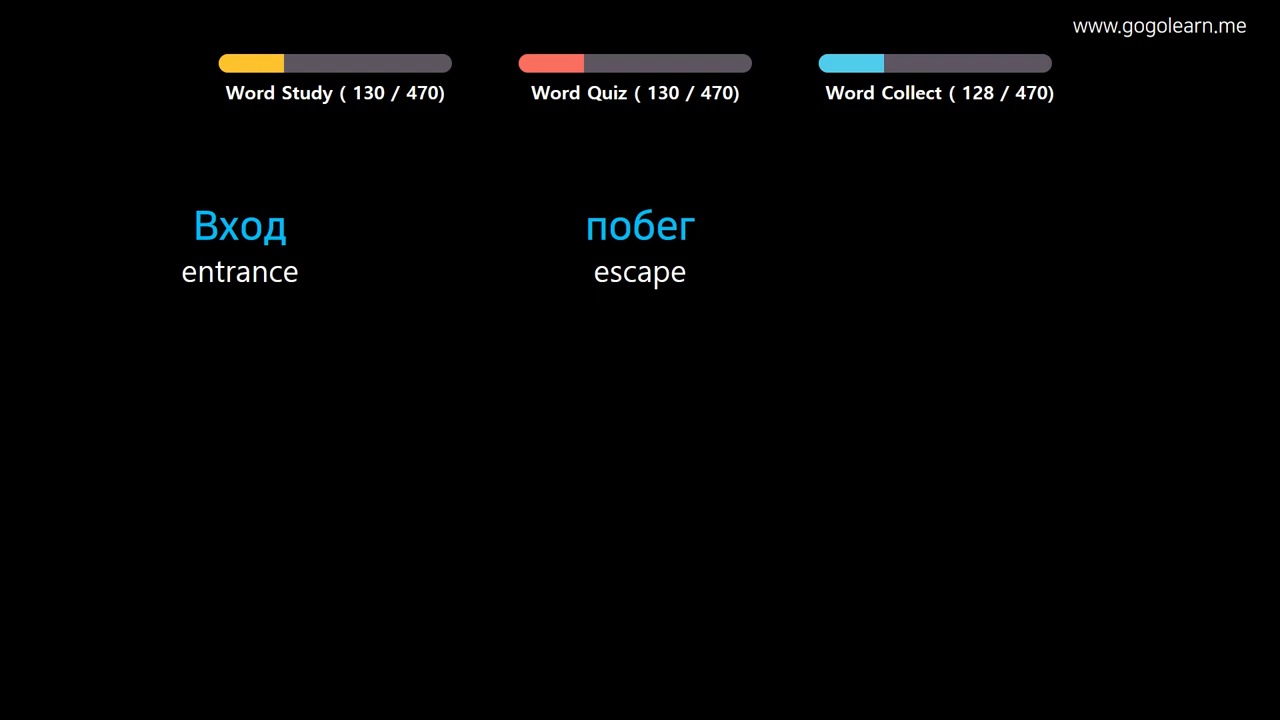 www.gogolearn.me
Word Study ( 130 / 470)
Word Quiz ( 130 / 470)
Word Collect ( 128 / 470)
Вход
entrance
побег
escape